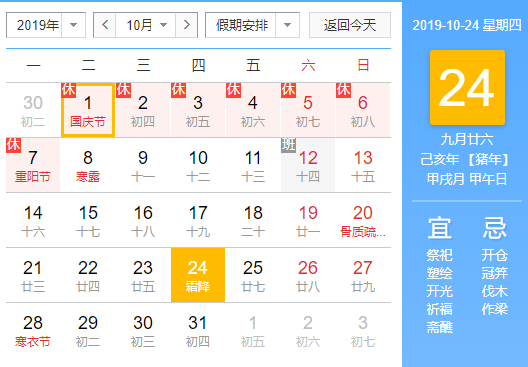 2019年 10月 假期安排 返回今天
一 二 三 四 五 六 日
30 休 1 休 2 休 3 休 4 休 5 休 6
初二 国庆节 初四 初五 初六 初七 初八
休 7 8 9 10 11 班 12 13
重阳节 寒露 十一 十二 十三 十四 十五
14 15 16 17 18 19 20
十六 十七 十八 十九 二十 廿一 骨质疏...
21 22 23 24 25 26 27
廿三 廿四 廿五 霜降 廿七 廿八 廿九
28 29 30 31 1 2 3
寒衣节 初二 初三 初四 初五 初六 初七
2019-10-24 星期四
24
九月廿六
己亥年 【猪年】
甲戌月 甲午日
宜 忌
祭祀 开仓
塑绘 冠笄
开光 伐木
祈福 作梁
斋醮